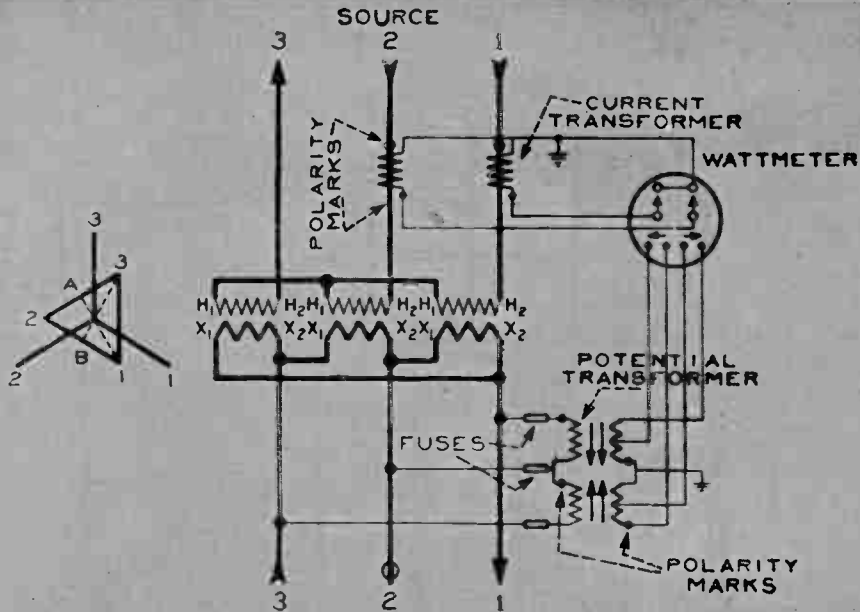 SOURCE
3 2 1
CURRENT
TRANSFORMER
POLARITY
MARKS
WATTMETER
3
A 3
2
B
2 1 1
H1 H2 H1 H2 H1 H2
X1 X2 X1 X2 X1 X2
POTENTIAL
TRANSFORMER
FUSES
POLARITY
MARKS
3 2 1